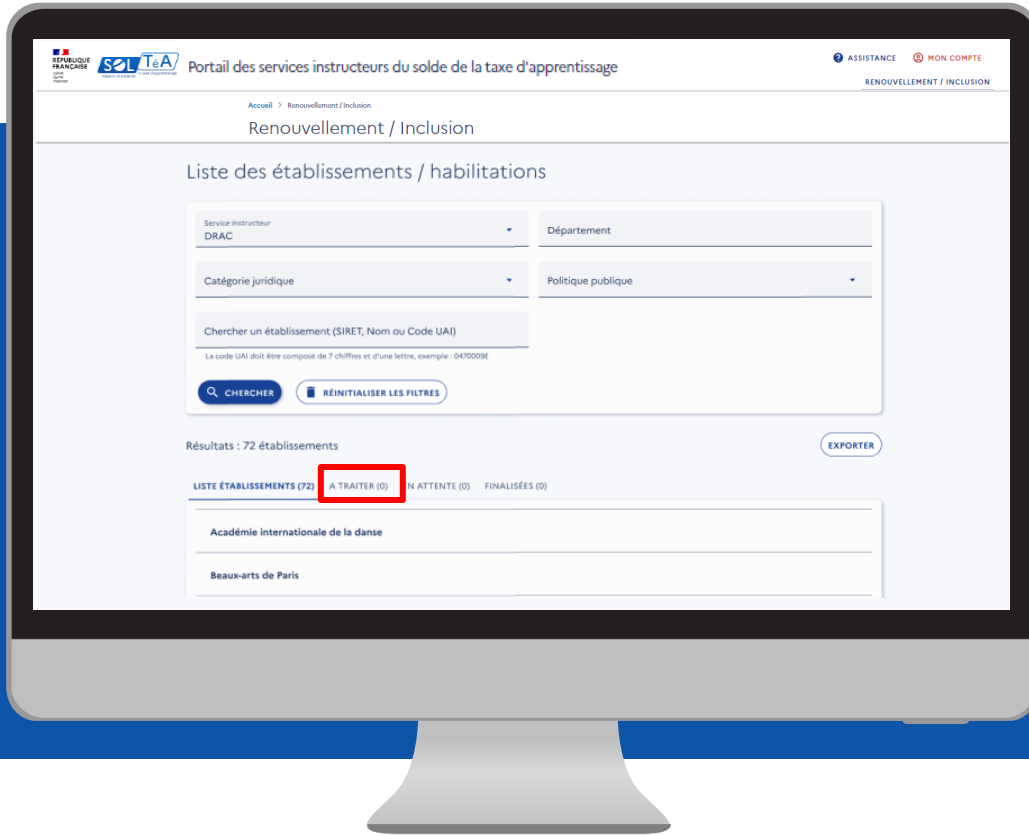 RÉPUBLIQUE
FRANÇAISE
SOLTéA
Portail des services instructeurs du solde de la taxe d'apprentissage
ASSISTANCE
MON COMPTE
RENOUVELLEMENT / INCLUSION
Accueil > Renouvellement / Inclusion
Renouvellement / Inclusion
Liste des établissements / habilitations
Service instructeur
DRAC
Département
Catégorie juridique
Politique publique
Chercher un établissement (SIRET, Nom ou Code UAI)
La code UAI doit être composé de 7 chiffres et d'une lettre, exemple : 0470009E
CHERCHER
RÉINITIALISER LES FILTRES
Résultats : 72 établissements
EXPORTER
LISTE ÉTABLISSEMENTS (72) A TRAITER (0) N ATTENTE (0) FINALISÉES (0)
Académie internationale de la danse
Beaux-arts de Paris